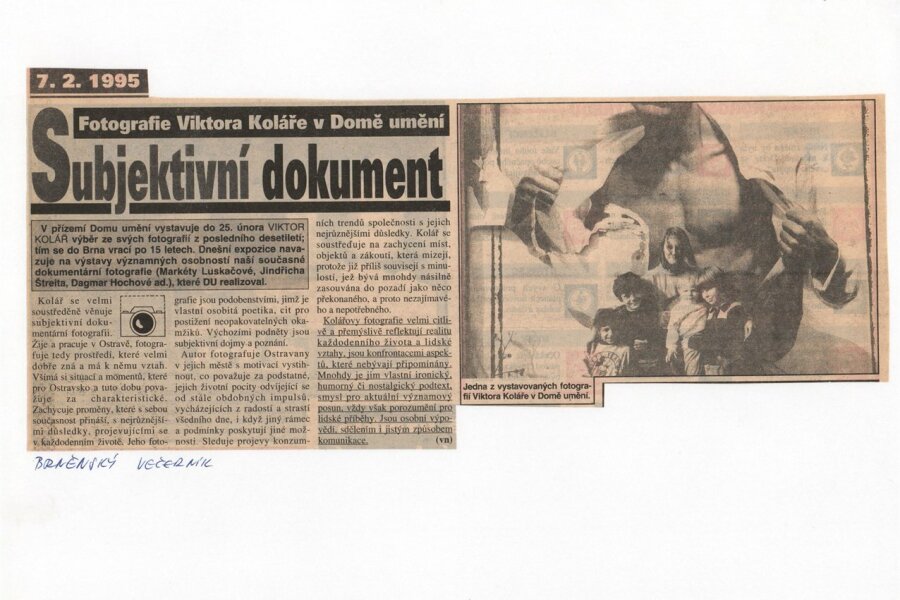 7. 2. 1995
Fotografie Viktora Koláře v Domě umění
Subjektivní dokument
V přízemí Domu umění vystavuje do 25. února VIKTOR
KOLÁŘ výběr ze svých fotografií z posledního desetiletí;
tím se do Brna vrací po 15 letech. Dnešní expozice nava-
zuje na výstavy významných osobností naší současné
dokumentární fotografie (Markéty Luskačové, Jindřicha
Štreita, Dagmar Hochové ad.), které DU realizoval.
Kolář se velmi
soustředěně věnuje
subjektivní doku-
mentární fotografii.
Žije a pracuje v Ostravě, fotogra-
fuje tedy prostředí, které velmi
dobře zná a má k němu vztah.
Všímá si situací a momentů, které
pro Ostravsko a tuto dobu pova-
žuje za charakteristické.
Zachycuje proměny, které s sebou
současnost přináší, s nejrůznější-
mi důsledky, projevujícími se
v každodenním životě. Jeho foto-
grafie jsou podobenstvími, jimž je
vlastní osobitá poetika, cit pro
postižení neopakovatelných oka-
mžiků. Výchozími podněty jsou
subjektivní dojmy a poznání.
Autor fotografuje Ostravany
v jejich městě s motivací vystih-
nout, co považuje za podstatné,
jejich životní pocity odvíjející se
od stále obdobných impulsů,
vycházejících z radostí a strastí
všedního dne, i když jiný rámec
a podmínky poskytují jiné mož-
nosti. Sleduje projevy konzum-
ních trendů společnosti s jejich
nejrůznějšími důsledky. Kolář se
soustřeďuje na zachycení míst,
objektů a zákoutí, která mizejí,
protože již příliš souvisejí s minu-
lostí, jež bývá mnohdy násilně
zasouvána do pozadí jako něco
překonaného, a proto nezajímavé-
ho a nepotřebného.
Kolářovy fotografie velmi citli-
vě a přemýšlivě reflektují realitu
každodenního života a lidské
vztahy, jsou konfrontacemi aspek-
tů, které nebývají připomínány.
Mnohdy je jim vlastní ironický,
humorný či nostalgický podtext,
smysl pro aktuální významový
posun, vždy však porozumění pro
lidské příběhy. Jsou osobní výpo-
vědí, sdělením i jistým způsobem
komunikace. (vn)
Jedna z vystavovaných fotogra-
fií Viktora Koláře v Domě umění.
BRNĚNSKÝ VEČERNÍK